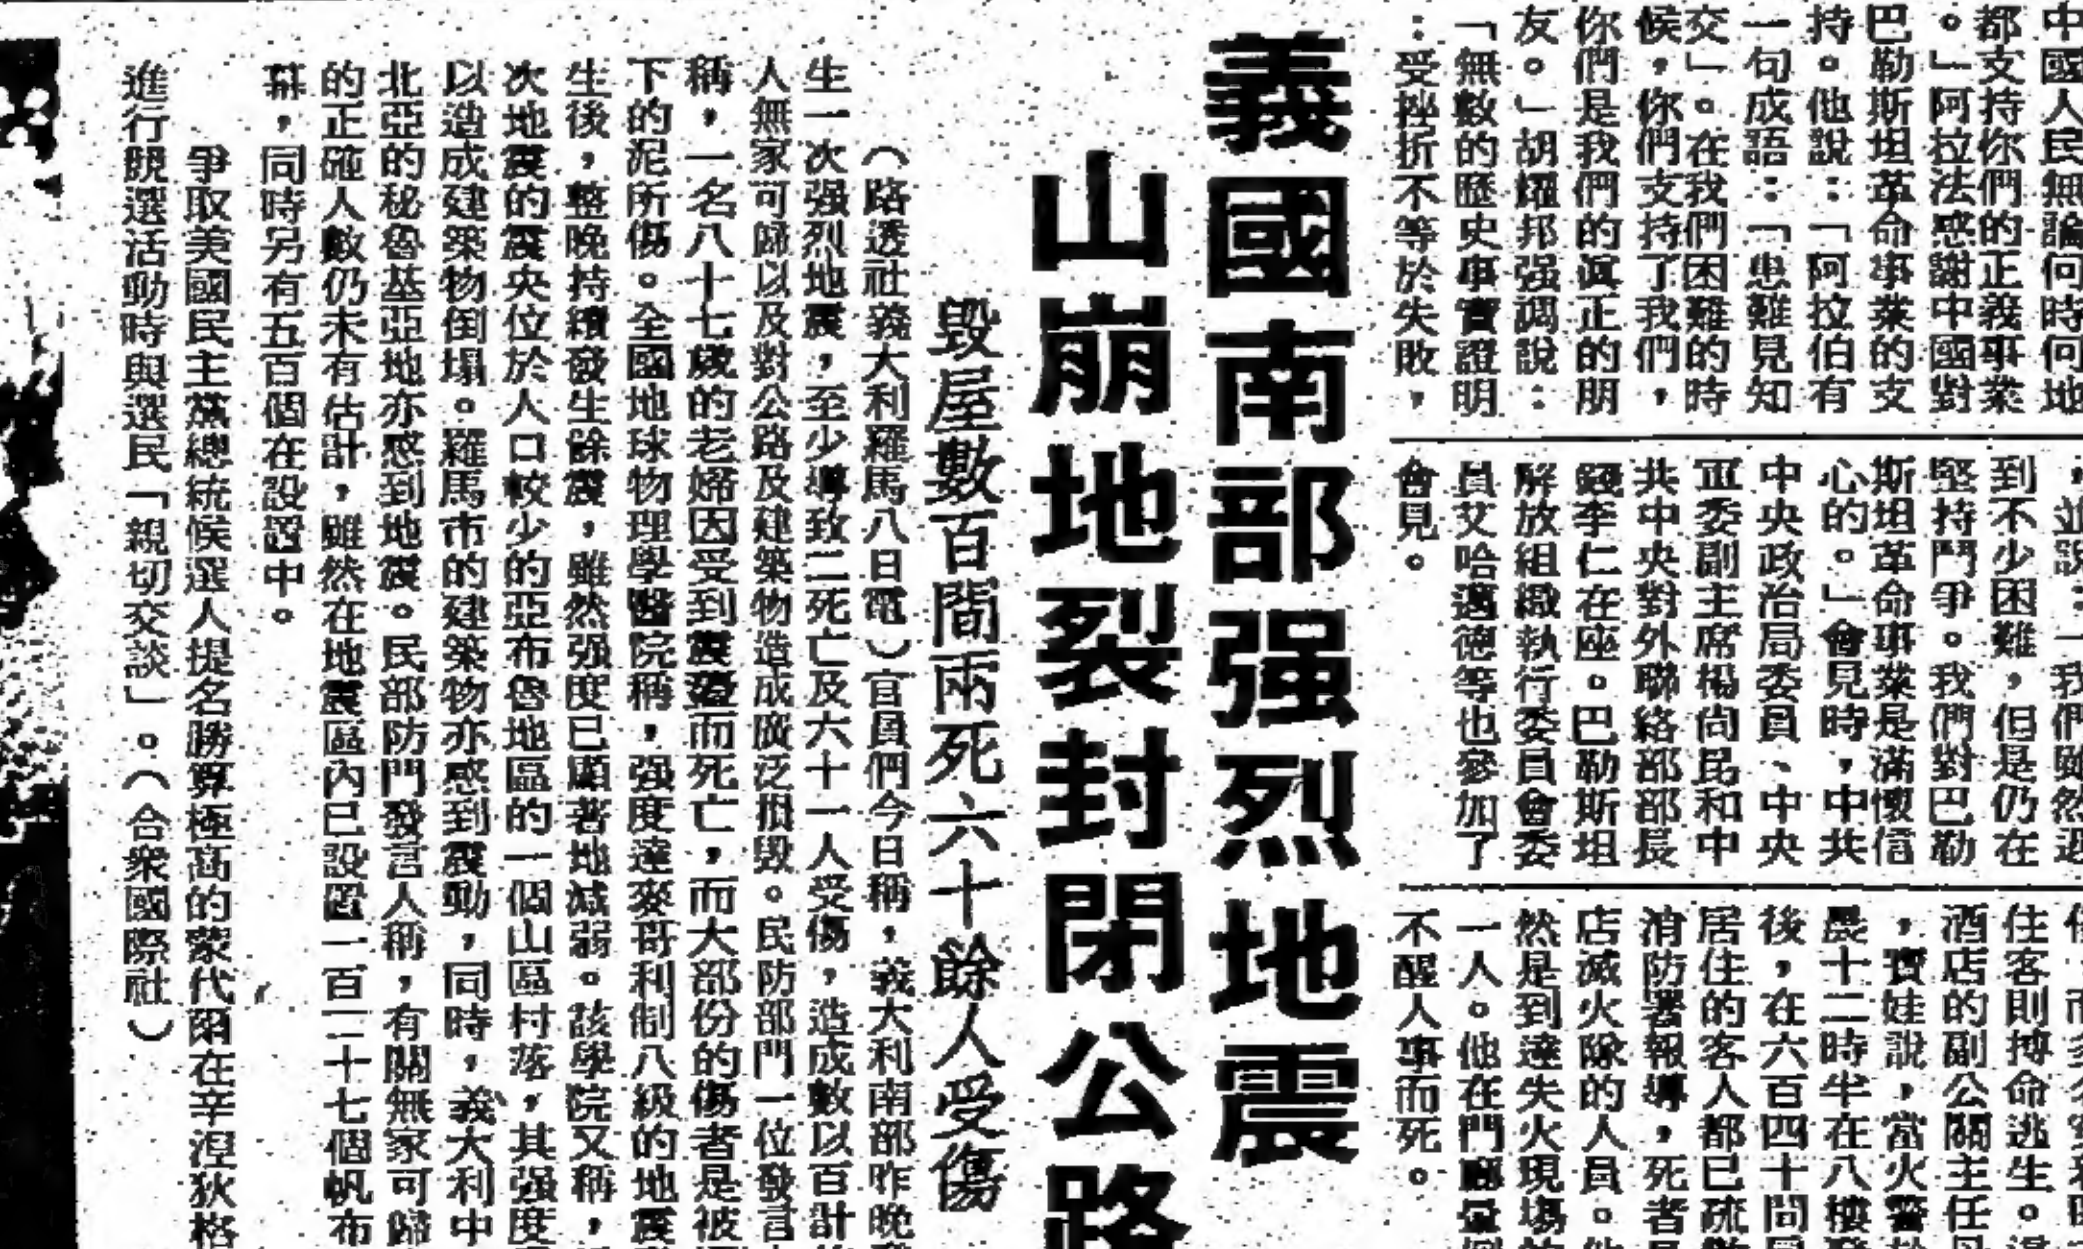 中國人民無論何時何地
都支持你們的正義事業
。」阿拉法感謝中國對
巴勒斯坦革命事業的支
持。他說：「阿拉伯有
一句成語：「患難見知
交」。在我們困難的時
候，你們支持了我們，
你們是我們的眞正的朋
友。」胡耀邦强調說：
「無數的歷史事實證明
：受挫折不等於失敗，
到不少困難，但是仍在
堅持鬥爭。我們對巴勒
斯坦革命事業是滿懷信
心的。」會見時，中共
中央政治局委員、中央
軍委副主席楊尚昆和中
共中央對外聯絡部部長
錢李仁在座。巴勒斯坦
解放組織執行委員會委
員艾哈邁德等也參加了
會見。
住客則搏命逃生。
酒店的副公關主任
，寶娃說，當火警
晨十二時半在八樓
後，在六百四十間
居住的客人都已疏
消防署報導，死者
店滅火隊的人員。
然是到達失火現場
一人。他在門廊
不醒人事而死。
義國南部强烈地震
山崩地裂封閉公路
毀屋數百間兩死六十餘人受傷
（路透社義大利羅馬八日電）官員們今日稱，義大利南部昨晚
生一次强烈地震，至少導致二死亡及六十一人受傷，造成數以百計
人無家可歸以及對公路及建築物造成廣泛損毀。民防部門一位發言
稱，一名八十七歲的老婦因受到震盪而死亡，而大部份的傷者是被
下的泥所傷。全國地球物理學醫院稱，强度達麥哥利制八級的地震
生後，整晚持續發生餘震，雖然强度已顯著地減弱。該學院又稱，
次地震的震央位於人口較少的亞布魯地區的一個山區村落，其强度
以造成建築物倒塌。羅馬市的建築物亦感到震動，同時，義大利中
北亞的秘魯基亞地亦感到地震。民部防門發言人稱，有關無家可歸
的正確人數仍未有估計，雖然在地震區內已設置一百二十七個帆布
幕，同時另有五百個在設置中。
爭取美國民主黨總統候選人提名勝算極高的蒙代爾在辛涅狄格
進行競選活動時與選民「親切交談」。（合衆國際社）